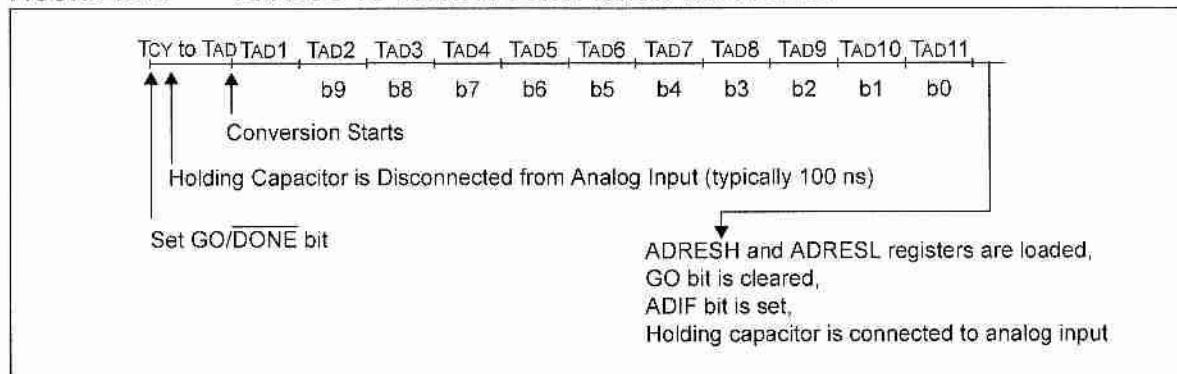 TCY to TAD TAD1 TAD2 TAD3 TAD4 TAD5 TAD6 TAD7 TAD8 TAD9 TAD10 TAD11
b9 b8 b7 b6 b5 b4 b3 b2 b1 b0
Conversion Starts
Holding Capacitor is Disconnected from Analog Input (typically 100 ns)
Set GO/DONE bit
ADRESH and ADRESL registers are loaded,
GO bit is cleared,
ADIF bit is set,
Holding capacitor is connected to analog input